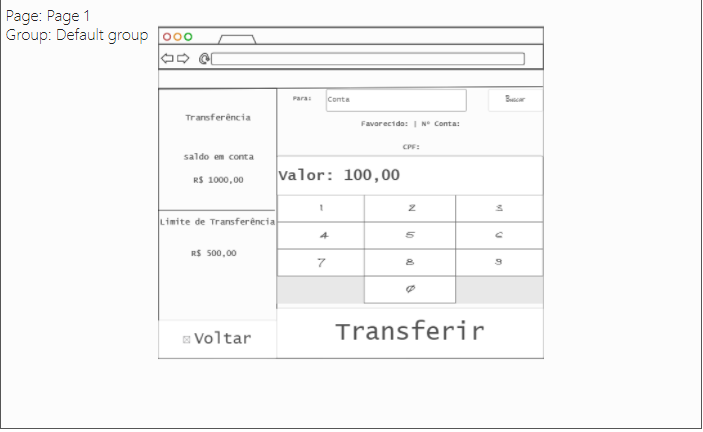 Page: Page 1
Group: Default group
Transferência
saldo em conta
R$ 1000,00
Limite de Transferência
R$ 500,00
Voltar
Para:
Conta
Buscar
Favorecido: | Nº Conta:
CPF:
Valor: 100,00
1 2 3
4 5 6
7 8 9
0
Transferir